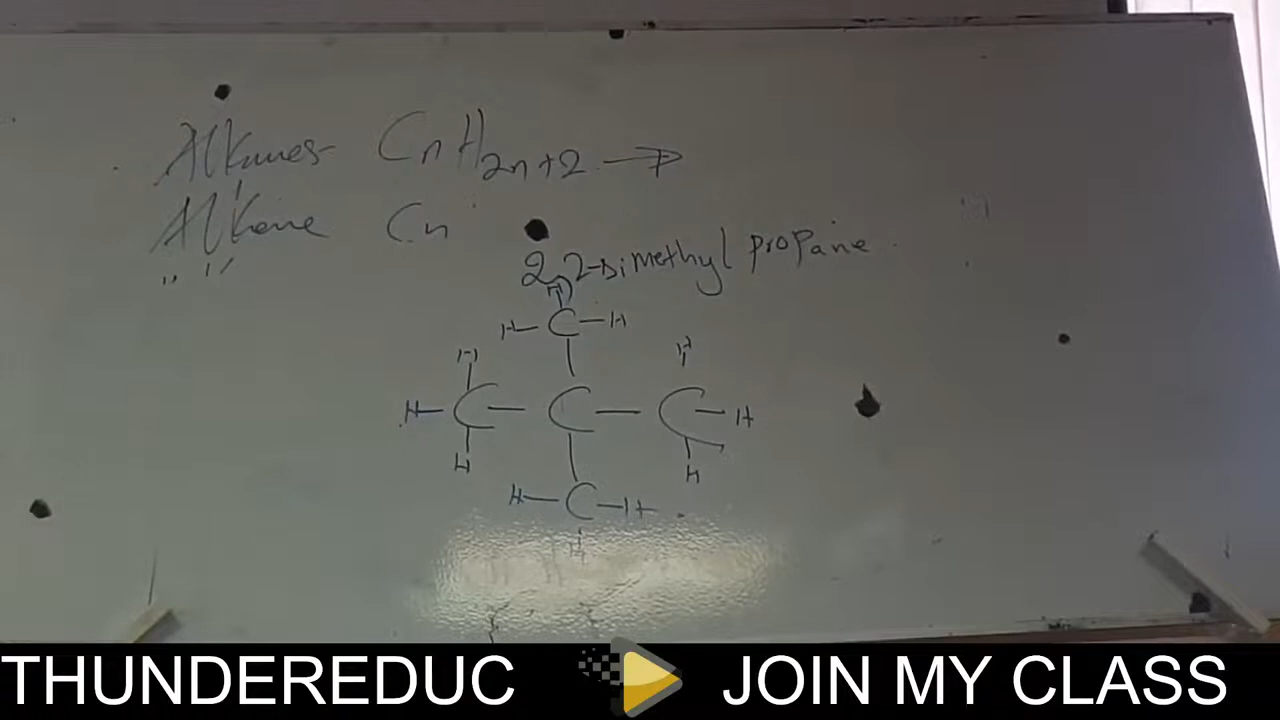 Alkanes- CnH2n+2 →
Alkene Cn
2,2-Dimethyl propane
H
H-C-H
H H
H-C-C-C-H
H H
H-C-H
H
THUNDEREDUC JOIN MY CLASS